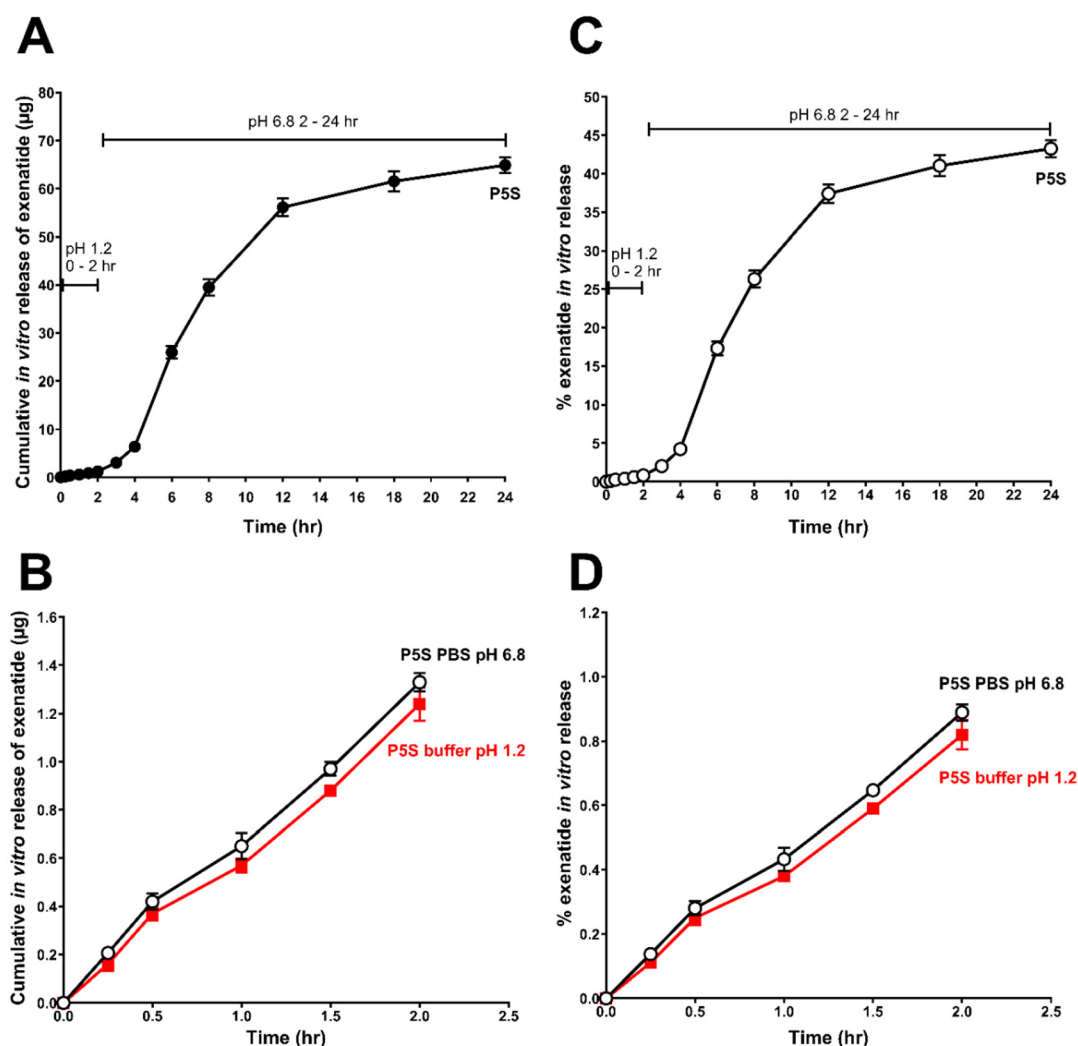 A
Cumulative in vitro release of exenatide (µg)
80
70
60
50
40
30
20
10
0
pH 6.8 2 - 24 hr
P5S
pH 1.2
0 - 2 hr
0 2 4 6 8 10 12 14 16 18 20 22 24
Time (hr)
C
% exenatide in vitro release
50
45
40
35
30
25
20
15
10
5
0
pH 6.8 2 - 24 hr
P5S
pH 1.2
0 - 2 hr
0 2 4 6 8 10 12 14 16 18 20 22 24
Time (hr)
B
Cumulative in vitro release of exenatide (µg)
1.6
1.4
1.2
1.0
0.8
0.6
0.4
0.2
0.0
P5S PBS pH 6.8
P5S buffer pH 1.2
0.0 0.5 1.0 1.5 2.0 2.5
Time (hr)
D
% exenatide in vitro release
1.2
1.0
0.8
0.6
0.4
0.2
0.0
P5S PBS pH 6.8
P5S buffer pH 1.2
0.0 0.5 1.0 1.5 2.0 2.5
Time (hr)